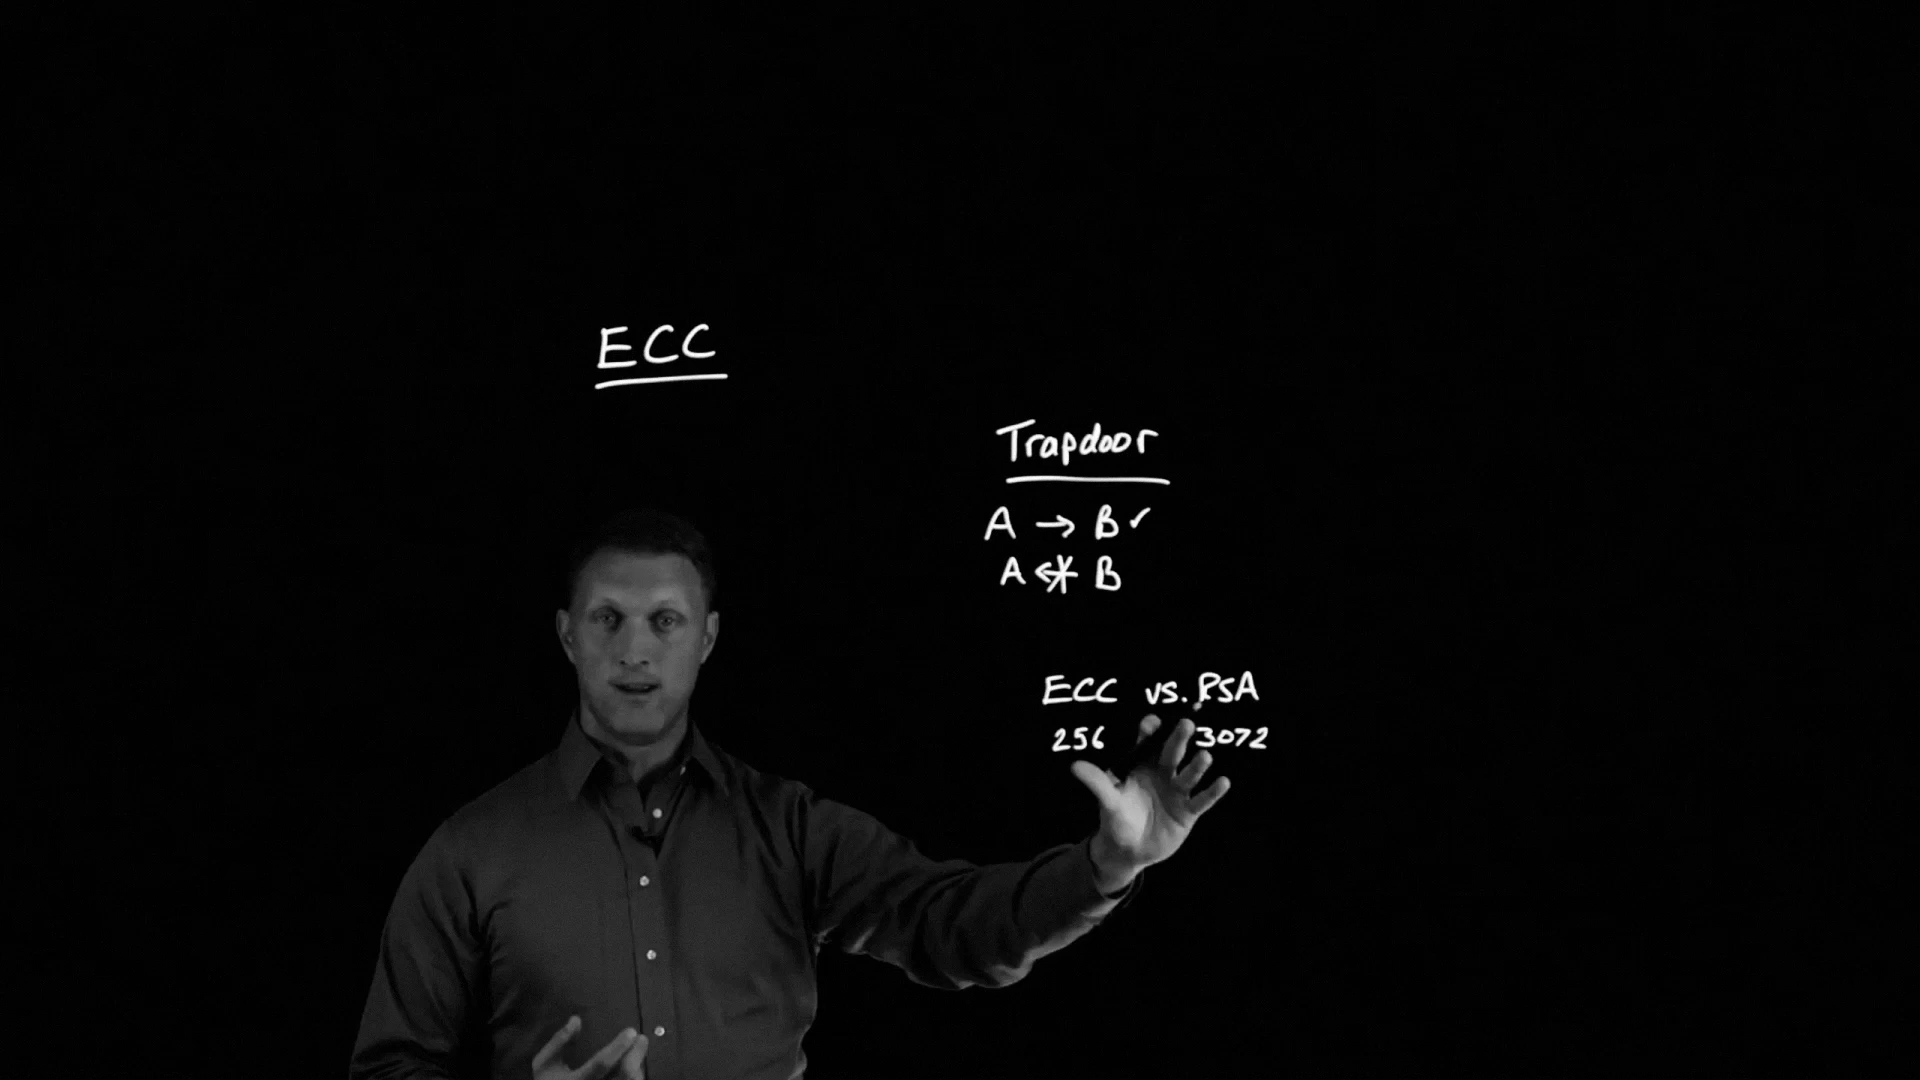 ECC
Trapdoor
A → B ✓
A ↚ B
ECC vs. RSA
256 3072